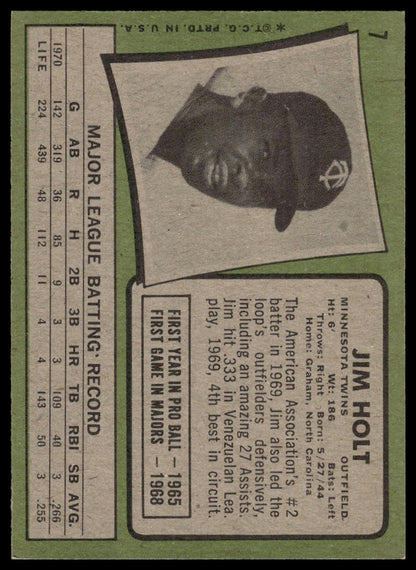 7
*©T.C.G. PRTD. IN U.S.A.
JIM HOLT
MINNESOTA TWINS OUTFIELD
Ht: 6' Wt: 186 Bats: Left
Throws: Right Born: 5/27/44
Home: Graham, North Carolina
The American Association's #2
batter in 1969, Jim also led the
loop's outfielders defensively,
including an amazing 27 Assists.
Jim hit .333 in Venezuelan Lea.
play, 1969, 4th best in circuit.
FIRST YEAR IN PRO BALL — 1965
FIRST GAME IN MAJORS — 1968
TC
MAJOR LEAGUE BATTING RECORD
G AB R H 2B 3B HR TB RBI SB AVG.
1970 142 319 36 85 9 3 3 109 40 3 .266
LIFE 224 439 48 112 11 4 4 143 50 3 .255